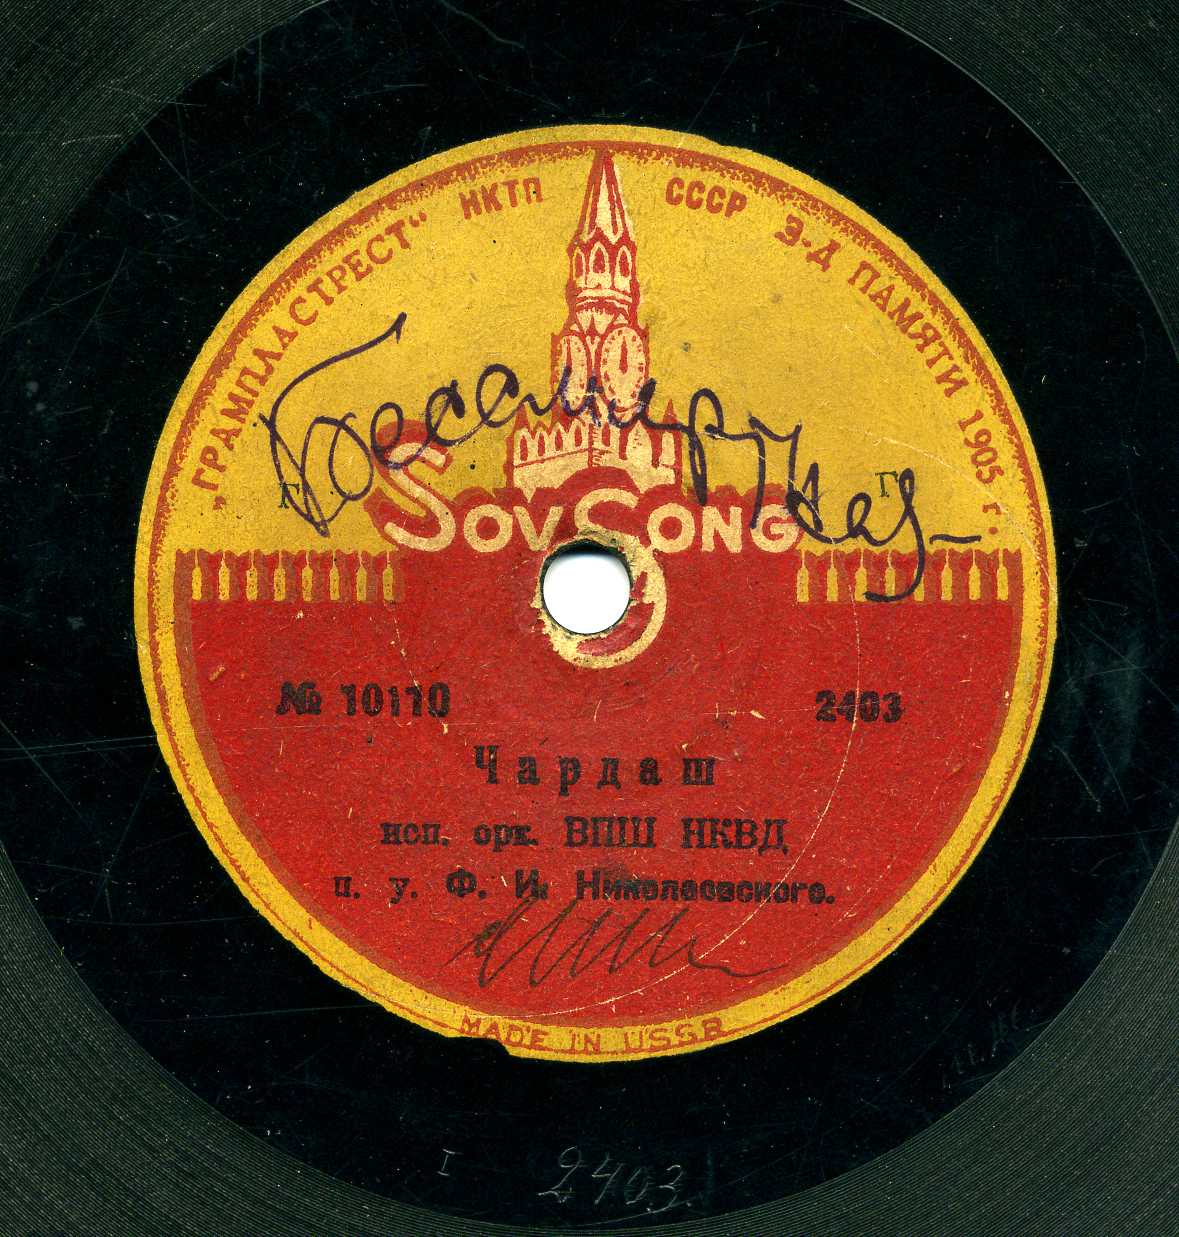 „ГРАМПЛАСТРЕСТ“ НКТП СССР З-Д ПАМЯТИ 1905 г.
Г Г
SovSong
№ 10110 2403
Чардаш
исп. орк. ВПШ НКВД
п. у. Ф. И. Николаевского.
MADE IN USSR
I 2403